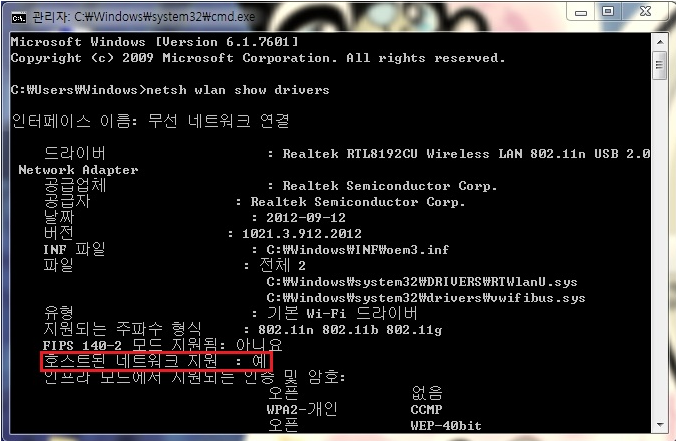 관리자: C:₩Windows₩system32₩cmd.exe
Microsoft Windows [Version 6.1.7601]
Copyright (c) 2009 Microsoft Corporation. All rights reserved.
C:₩Users₩Windows>netsh wlan show drivers
인터페이스 이름: 무선 네트워크 연결
드라이버 : Realtek RTL8192CU Wireless LAN 802.11n USB 2.0
Network Adapter
공급업체 : Realtek Semiconductor Corp.
공급자 : Realtek Semiconductor Corp.
날짜 : 2012-09-12
버전 : 1021.3.912.2012
INF 파일 : C:₩Windows₩INF₩oem3.inf
파일 : 전체 2
C:₩Windows₩system32₩DRIVERS₩RTWlanU.sys
C:₩Windows₩system32₩drivers₩vwifibus.sys
유형 : 기본 Wi-Fi 드라이버
지원되는 주파수 형식 : 802.11n 802.11b 802.11g
FIPS 140-2 모드 지원됨: 아니요
호스트된 네트워크 지원 : 예
인프라 모드에서 지원되는 인증 및 암호:
오픈 없음
WPA2-개인 CCMP
오픈 WEP-40bit